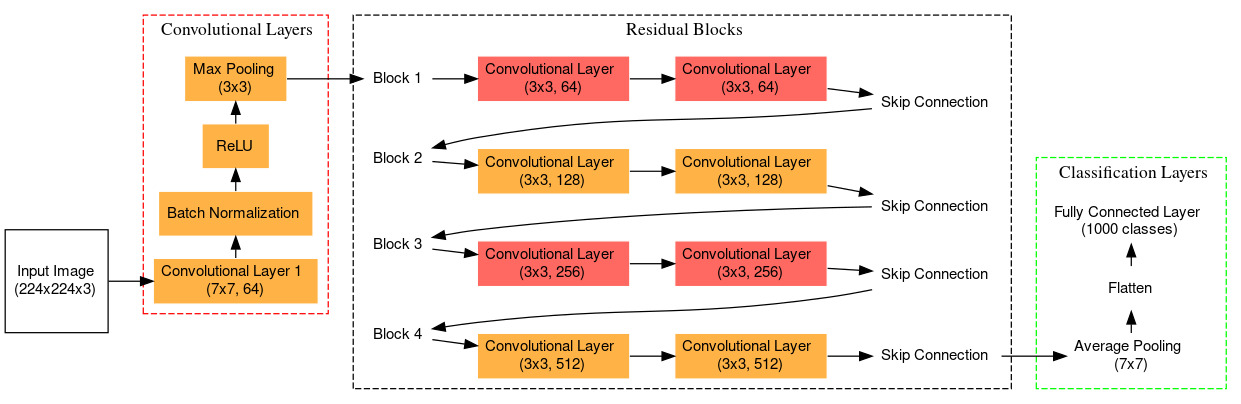 Convolutional Layers
Max Pooling
(3x3)
ReLU
Batch Normalization
Convolutional Layer 1
(7x7, 64)
Input Image
(224x224x3)
Residual Blocks
Block 1
Convolutional Layer
(3x3, 64)
Convolutional Layer
(3x3, 64)
Skip Connection
Block 2
Convolutional Layer
(3x3, 128)
Convolutional Layer
(3x3, 128)
Skip Connection
Block 3
Convolutional Layer
(3x3, 256)
Convolutional Layer
(3x3, 256)
Skip Connection
Block 4
Convolutional Layer
(3x3, 512)
Convolutional Layer
(3x3, 512)
Skip Connection
Classification Layers
Fully Connected Layer
(1000 classes)
Flatten
Average Pooling
(7x7)